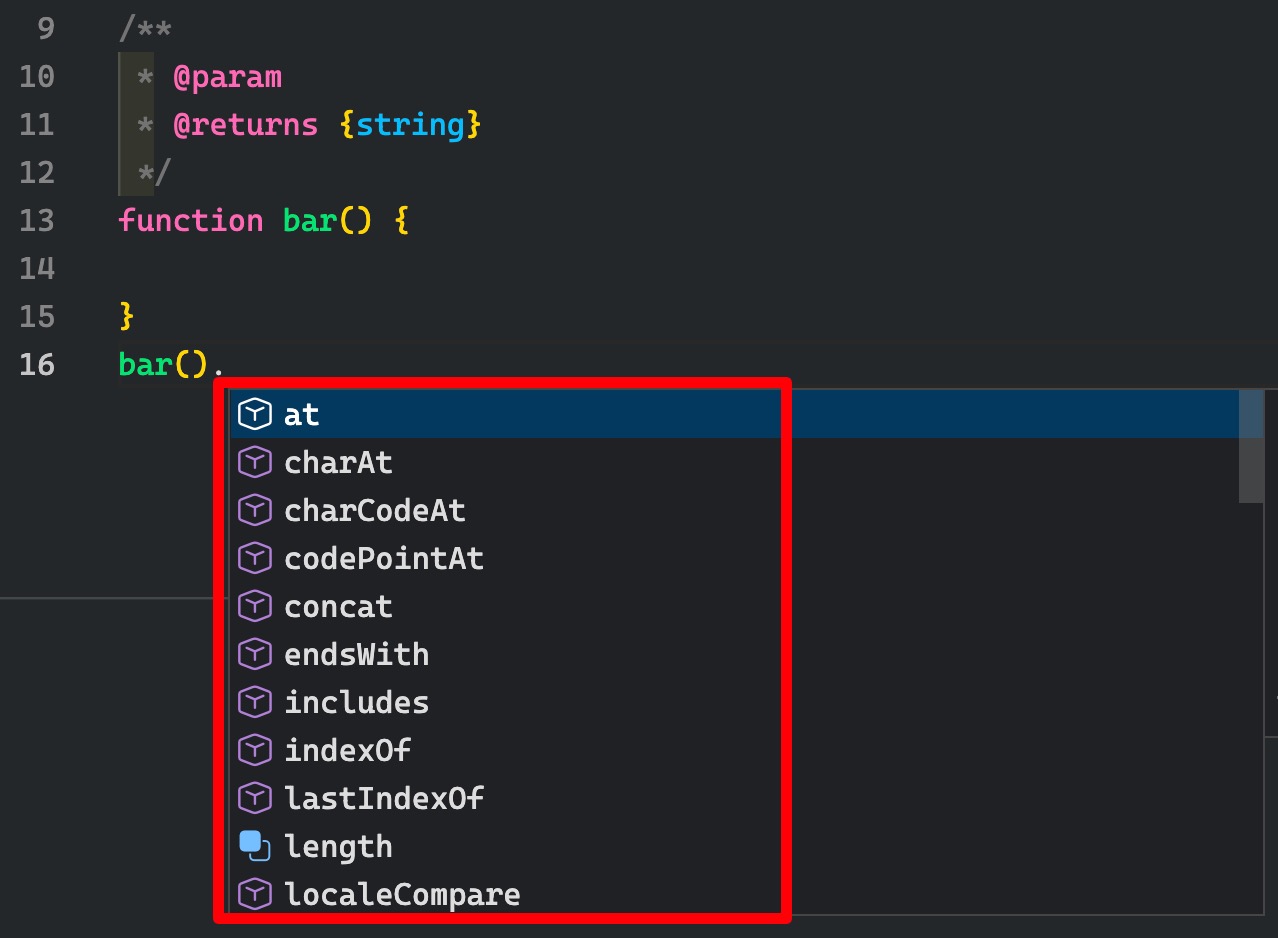 9 /**
10 * @param
11 * @returns {string}
12 */
13 function bar() {
14
15 }
16 bar().
at
charAt
charCodeAt
codePointAt
concat
endsWith
includes
indexOf
lastIndexOf
length
localeCompare